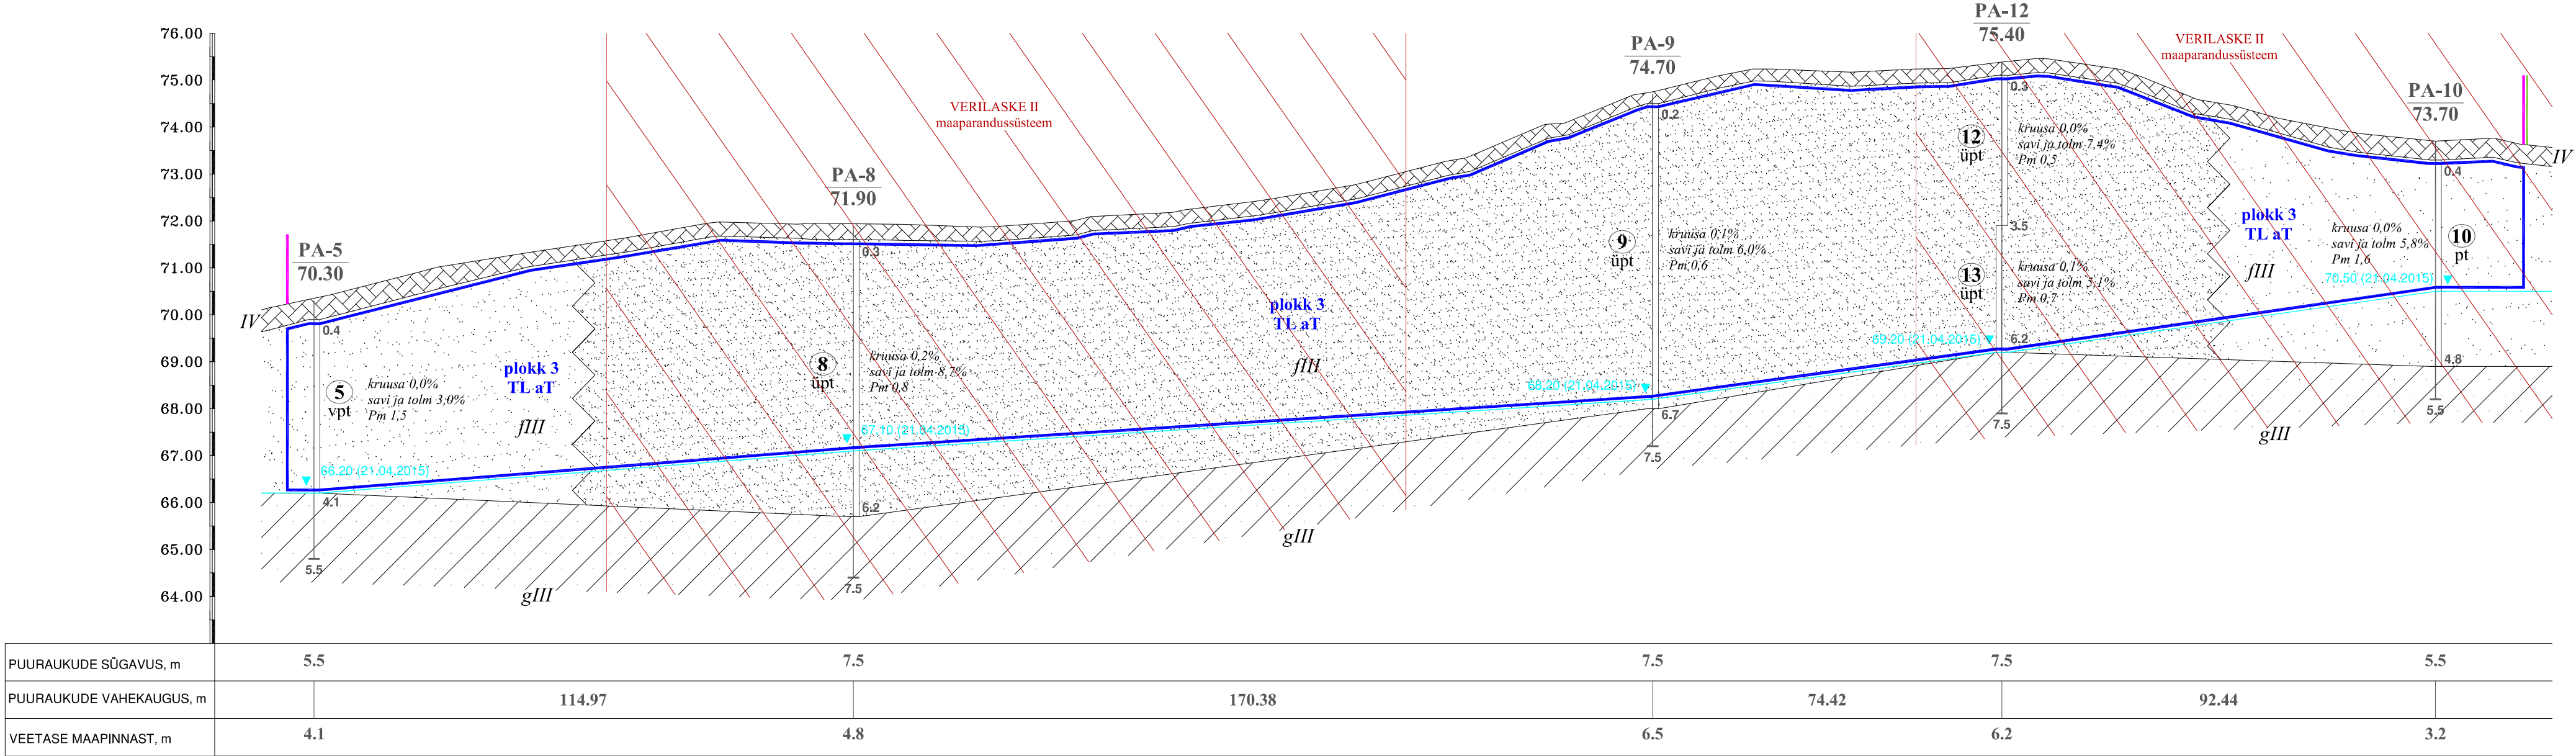 76.00
75.00
74.00
73.00
72.00
71.00
70.00
69.00
68.00
67.00
66.00
65.00
64.00
PA-5
70.30
IV
0.4
5
vpt
kruusa 0,0%
savi ja tolm 3,0%
Pm 1,5
66.20 (21.04.2015)
4.1
5.5
plokk 3
TL aT
fIII
gIII
VERILASKE II
maaparandussüsteem
PA-8
71.90
0.3
8
üpt
kruusa 0,2%
savi ja tolm 8,7%
Pm 0,8
67.10 (21.04.2015)
6.2
7.5
plokk 3
TL aT
fIII
gIII
PA-9
74.70
0.2
9
üpt
kruusa 0,1%
savi ja tolm 6,0%
Pm 0,6
68.20 (21.04.2015)
6.7
7.5
PA-12
75.40
0.3
12
üpt
kruusa 0,0%
savi ja tolm 7,4%
Pm 0,5
3.5
13
üpt
kruusa 0,1%
savi ja tolm 5,1%
Pm 0,7
69.20 (21.04.2015)
6.2
7.5
VERILASKE II
maaparandussüsteem
plokk 3
TL aT
fIII
gIII
PA-10
73.70
IV
0.4
kruusa 0,0%
savi ja tolm 5,8%
Pm 1,6
10
pt
70.50 (21.04.2015)
4.8
5.5
PUURAUKUDE SÜGAVUS, m 5.5 7.5 7.5 7.5 5.5
PUURAUKUDE VAHEKAUGUS, m 114.97 170.38 74.42 92.44
VEETASE MAAPINNAST, m 4.1 4.8 6.5 6.2 3.2